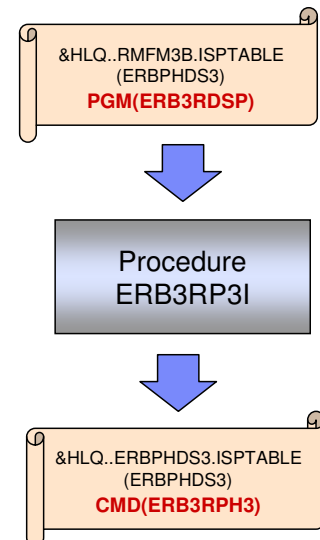 &HLQ..RMFM3B.ISPTABLE
(ERBPHDS3)
PGM(ERB3RDSP)
Procedure
ERB3RP3I
&HLQ..ERBPHDS3.ISPTABLE
(ERBPHDS3)
CMD(ERB3RPH3)